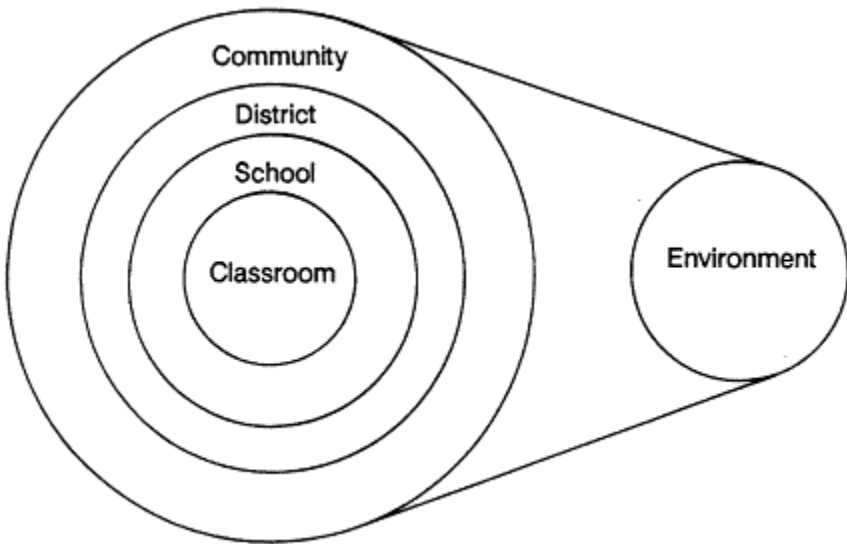 Community
District
School
Classroom
Environment